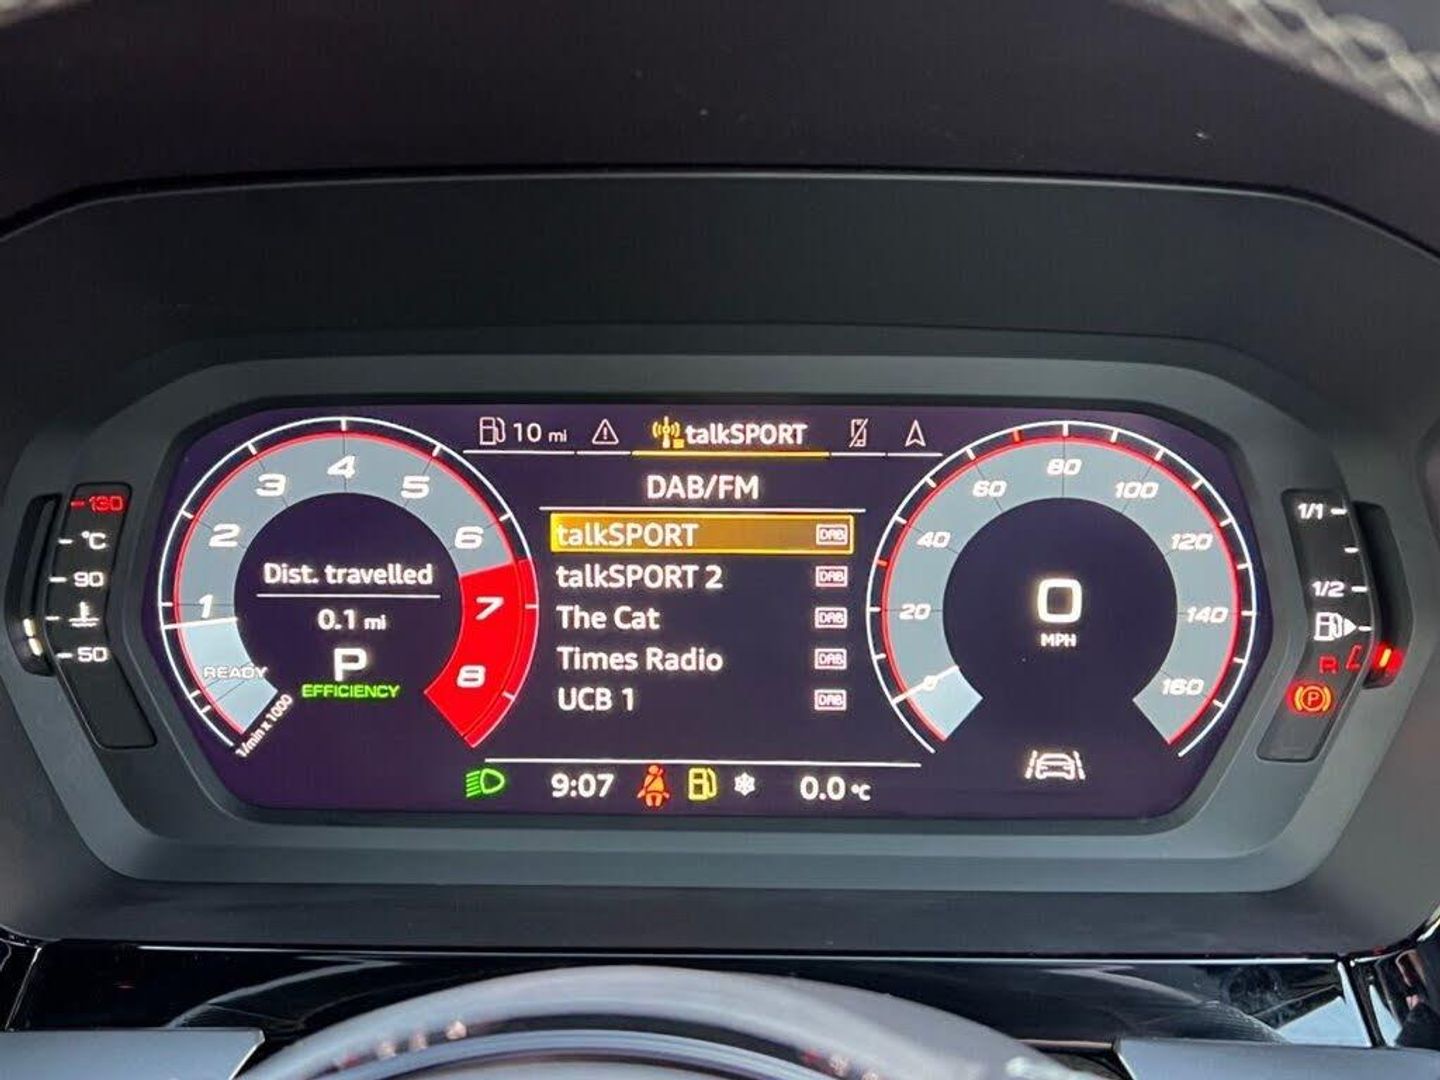 10 mi
talkSPORT
DAB/FM
talkSPORT DAB
talkSPORT 2 DAB
The Cat DAB
Times Radio DAB
UCB 1 DAB
130
°C
90
50
1
2
3
4
5
6
7
8
READY
1/min x 1000
Dist. travelled
0.1 mi
P
EFFICIENCY
0
20
40
60
80
100
120
140
160
0
MPH
1/1
1/2
R
P
9:07
0.0 °C